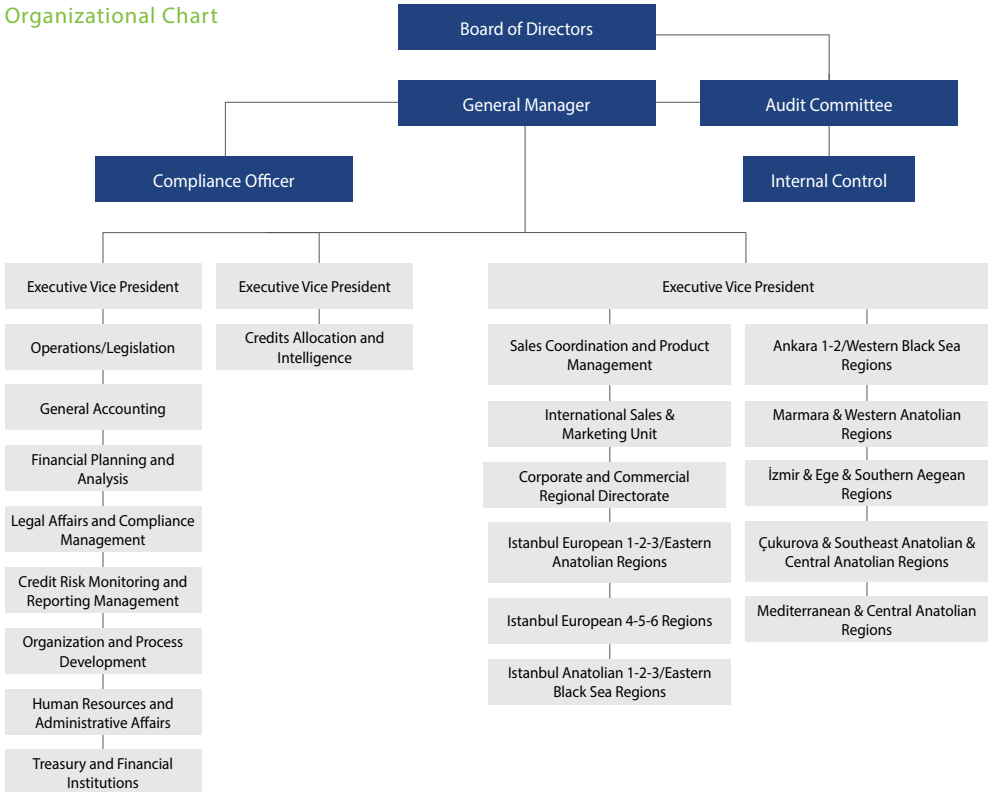 Organizational Chart
Board of Directors
General Manager
Audit Committee
Compliance Officer
Internal Control
Executive Vice President
Operations/Legislation
General Accounting
Financial Planning and
Analysis
Legal Affairs and Compliance
Management
Credit Risk Monitoring and
Reporting Management
Organization and Process
Development
Human Resources and
Administrative Affairs
Treasury and Financial
Institutions
Executive Vice President
Credits Allocation and
Intelligence
Executive Vice President
Sales Coordination and Product
Management
International Sales &
Marketing Unit
Corporate and Commercial
Regional Directorate
Istanbul European 1-2-3/Eastern
Anatolian Regions
Istanbul European 4-5-6 Regions
Istanbul Anatolian 1-2-3/Eastern
Black Sea Regions
Ankara 1-2/Western Black Sea
Regions
Marmara & Western Anatolian
Regions
İzmir & Ege & Southern Aegean
Regions
Çukurova & Southeast Anatolian &
Central Anatolian Regions
Mediterranean & Central Anatolian
Regions